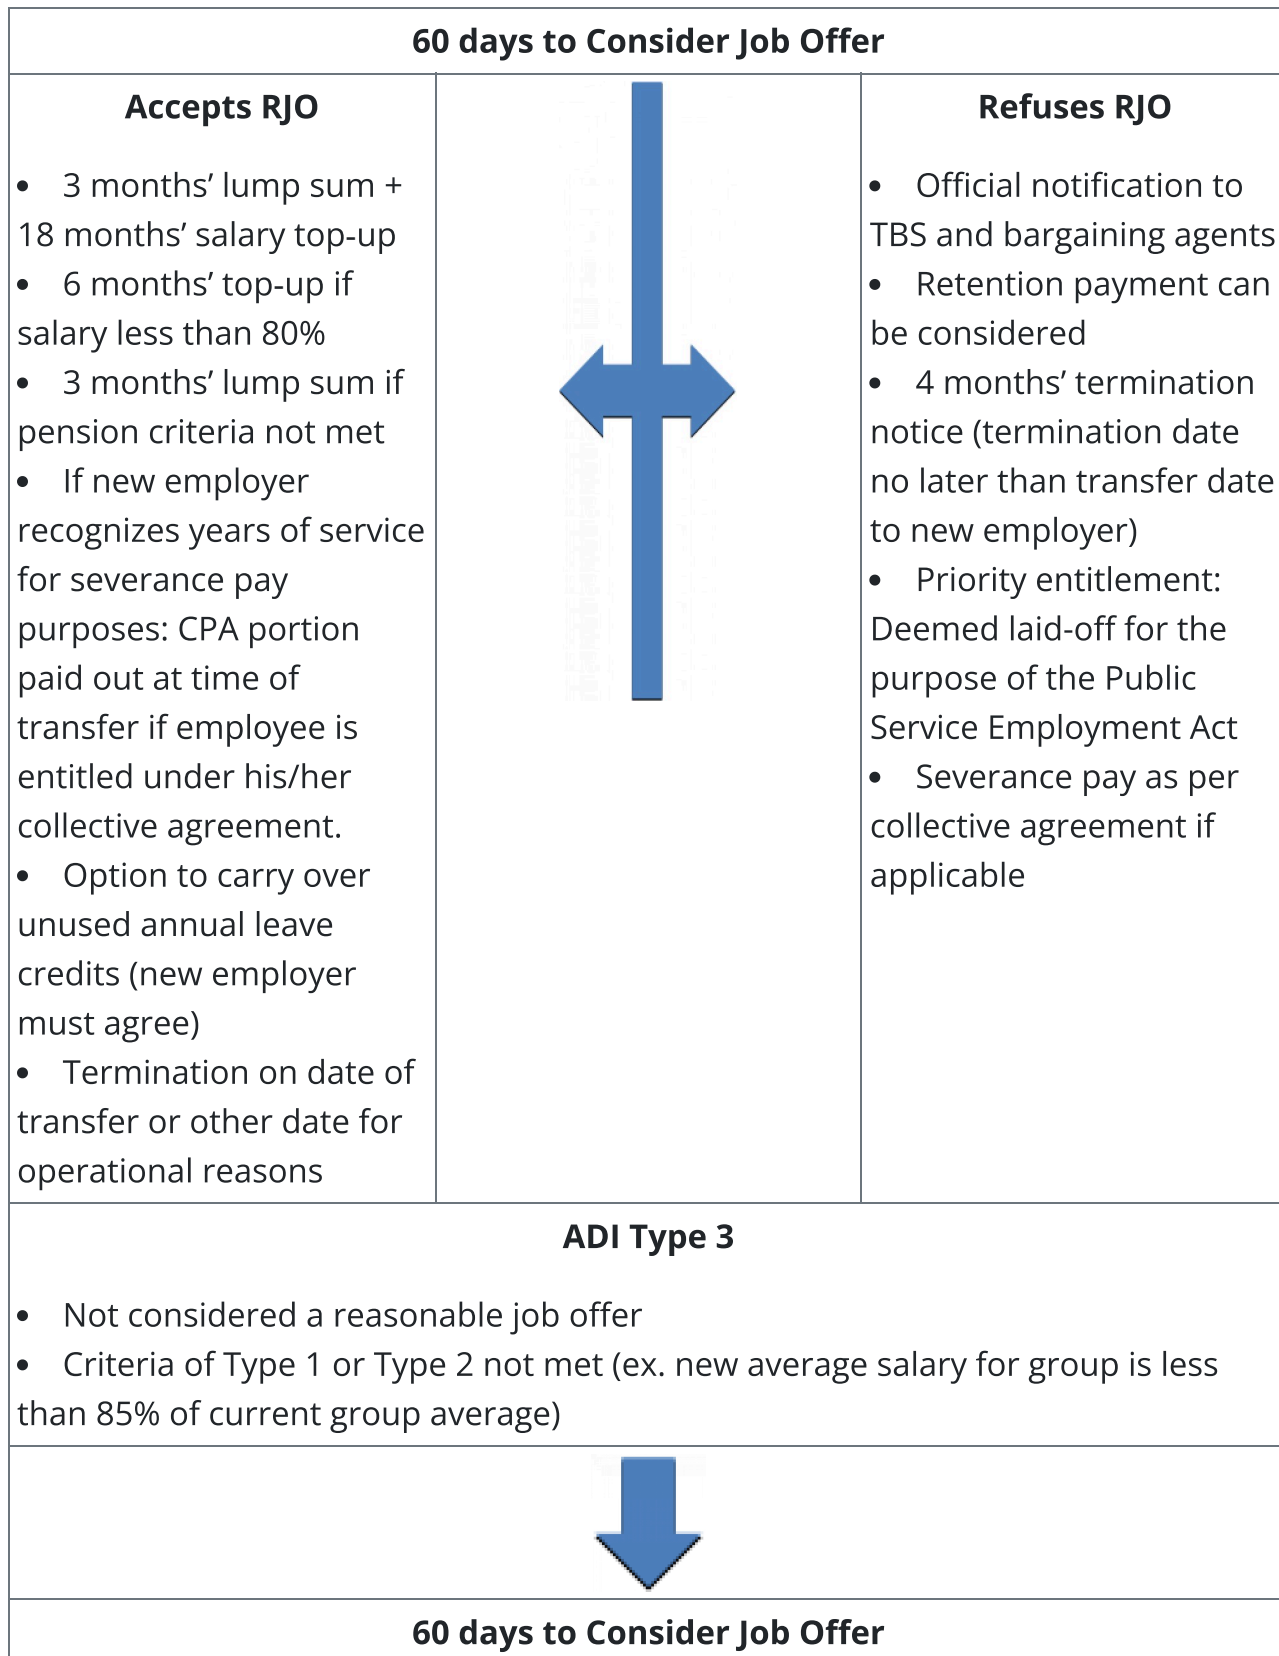 60 days to Consider Job Offer
Accepts RJO
• 3 months’ lump sum +
18 months’ salary top-up
• 6 months’ top-up if
salary less than 80%
• 3 months’ lump sum if
pension criteria not met
• If new employer
recognizes years of service
for severance pay
purposes: CPA portion
paid out at time of
transfer if employee is
entitled under his/her
collective agreement.
• Option to carry over
unused annual leave
credits (new employer
must agree)
• Termination on date of
transfer or other date for
operational reasons
Refuses RJO
• Official notification to
TBS and bargaining agents
• Retention payment can
be considered
• 4 months’ termination
notice (termination date
no later than transfer date
to new employer)
• Priority entitlement:
Deemed laid-off for the
purpose of the Public
Service Employment Act
• Severance pay as per
collective agreement if
applicable
ADI Type 3
• Not considered a reasonable job offer
• Criteria of Type 1 or Type 2 not met (ex. new average salary for group is less
than 85% of current group average)
60 days to Consider Job Offer